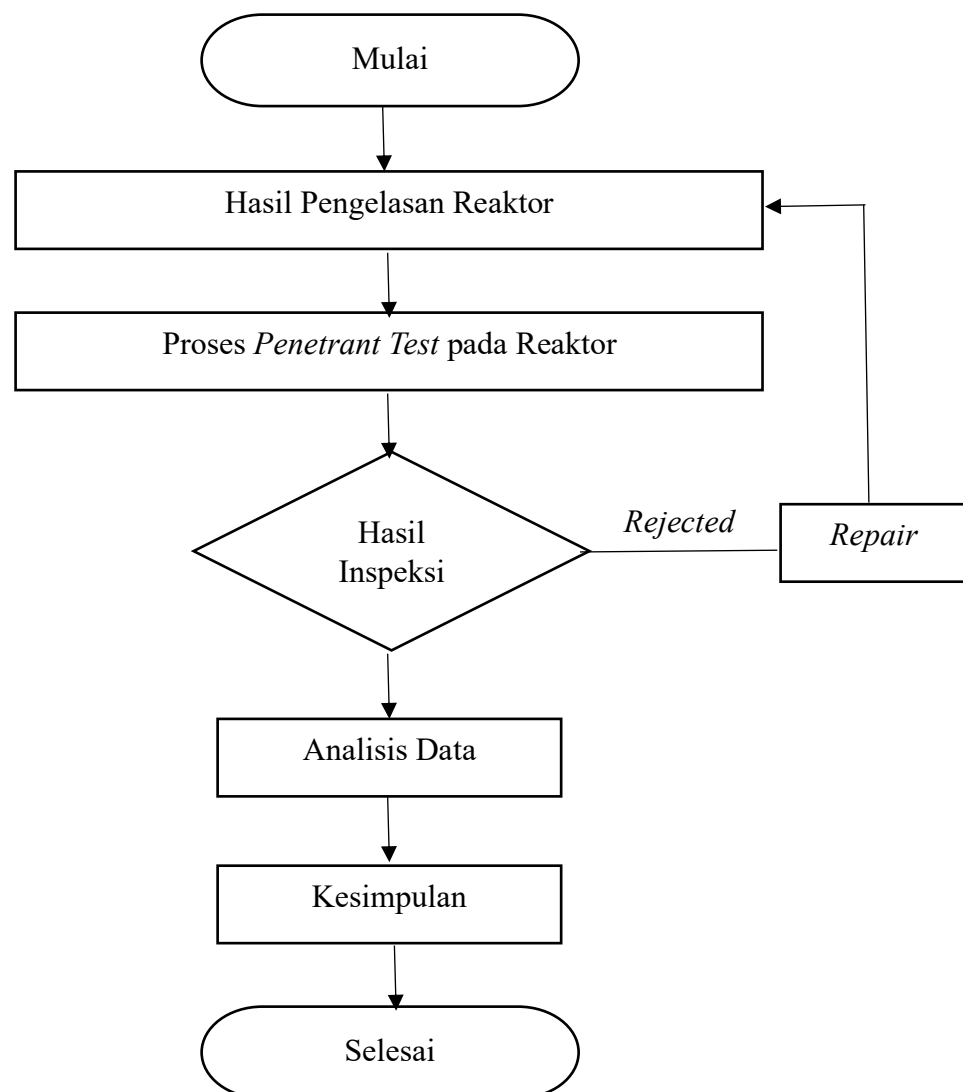 Mulai
Hasil Pengelasan Reaktor
Proses Penetrant Test pada Reaktor
Hasil
Inspeksi
Rejected
Repair
Analisis Data
Kesimpulan
Selesai